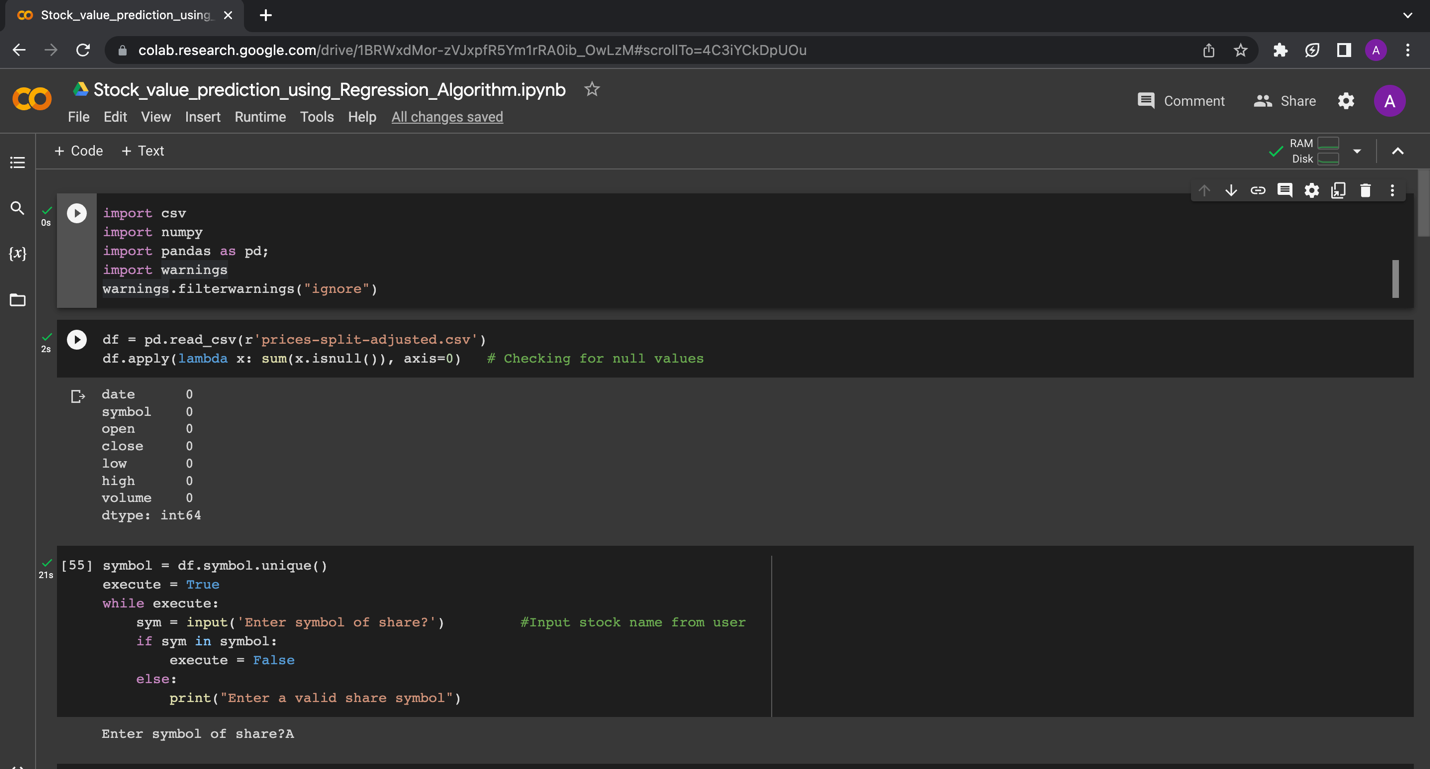 Stock_value_prediction_using_
colab.research.google.com/drive/1BRWxdMor-zVJxpfR5Ym1rRA0ib_OwLzM#scrollTo=4C3iYCkDpUOu
A
Stock_value_prediction_using_Regression_Algorithm.ipynb
File Edit View Insert Runtime Tools Help All changes saved
Comment Share A
+ Code + Text
RAM
Disk
0s
import csv
import numpy
import pandas as pd;
import warnings
warnings.filterwarnings("ignore")
{x}
2s
df = pd.read_csv(r'prices-split-adjusted.csv')
df.apply(lambda x: sum(x.isnull()), axis=0) # Checking for null values
date 0
symbol 0
open 0
close 0
low 0
high 0
volume 0
dtype: int64
21s
[55] symbol = df.symbol.unique()
execute = True
while execute:
sym = input('Enter symbol of share?') #Input stock name from user
if sym in symbol:
execute = False
else:
print("Enter a valid share symbol")
Enter symbol of share?A